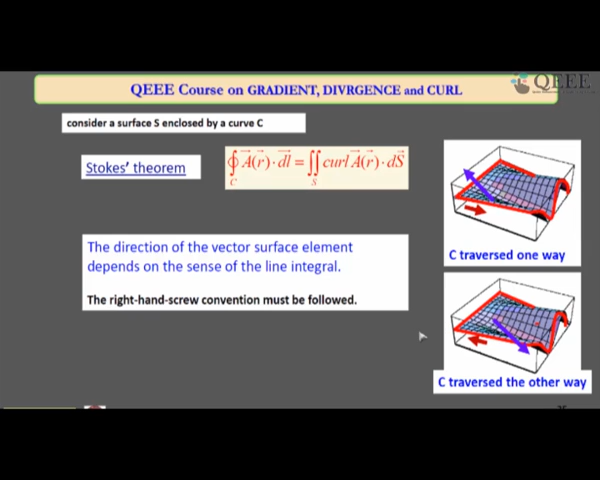 QEEE
QEEE Course on GRADIENT, DIVRGENCE and CURL
consider a surface S enclosed by a curve C
Stokes' theorem
∮_C A⃗(r⃗)·dl⃗ = ∬_S curl A⃗(r⃗)·dS⃗
The direction of the vector surface element
depends on the sense of the line integral.
The right-hand-screw convention must be followed.
C traversed one way
C traversed the other way